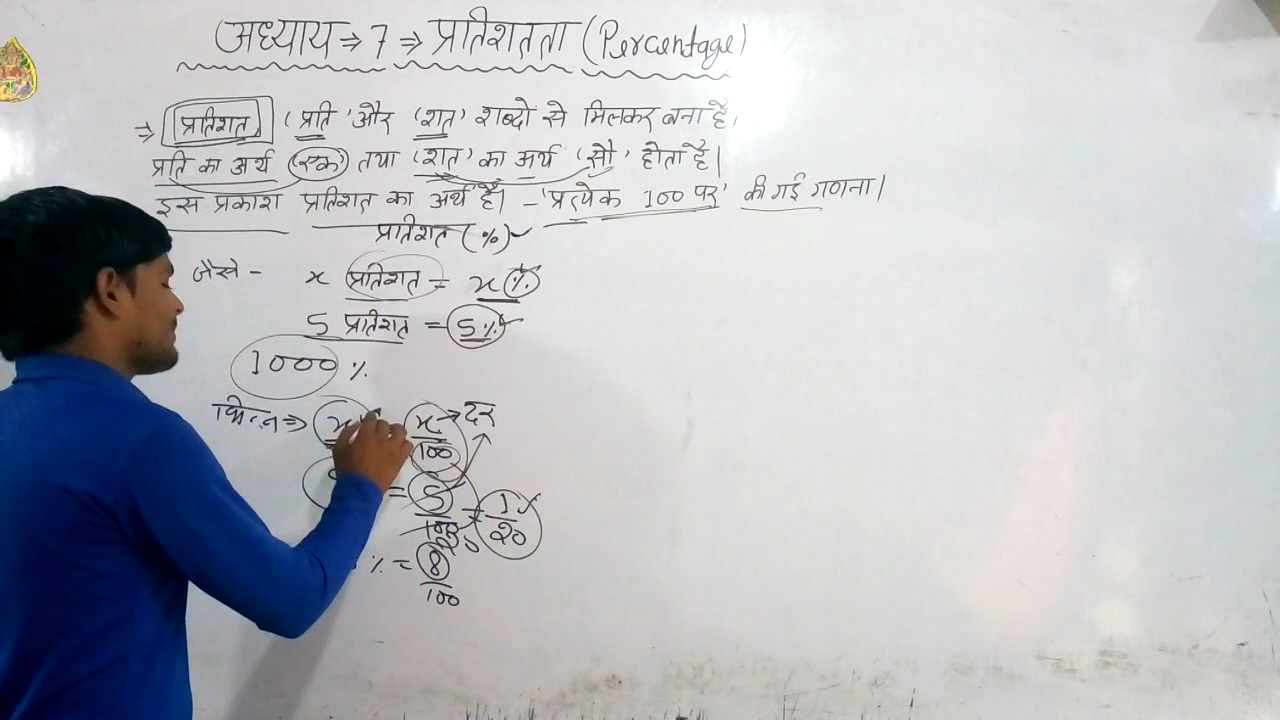 अध्याय ⇒ 7 ⇒ प्रतिशतता (Percentage)
⇒ प्रतिशत 'प्रति' और 'शत' शब्दो से मिलकर बना है।
प्रति का अर्थ 'एक' तथा 'शत' का अर्थ 'सौ' होता है।
इस प्रकार प्रतिशत का अर्थ है। - 'प्रत्येक 100 पर' की गई गणना।
प्रतिशत (%)
जैसे - x प्रतिशत = x%
5 प्रतिशत = 5%
1000 %
भिन्न ⇒ x = x/100 → दर
= 5/100 = 1/20
% = 8/100